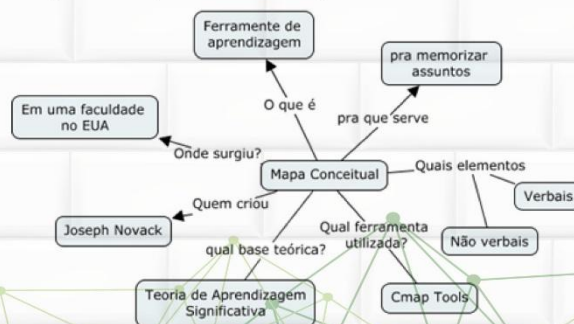 Ferramente de
aprendizagem
pra memorizar
assuntos
O que é
pra que serve
Em uma faculdade
no EUA
Onde surgiu?
Quais elementos
Mapa Conceitual
Verbais
Quem criou
Joseph Novack
Qual ferramenta
utilizada?
Não verbais
qual base teórica?
Teoria de Aprendizagem
Significativa
Cmap Tools